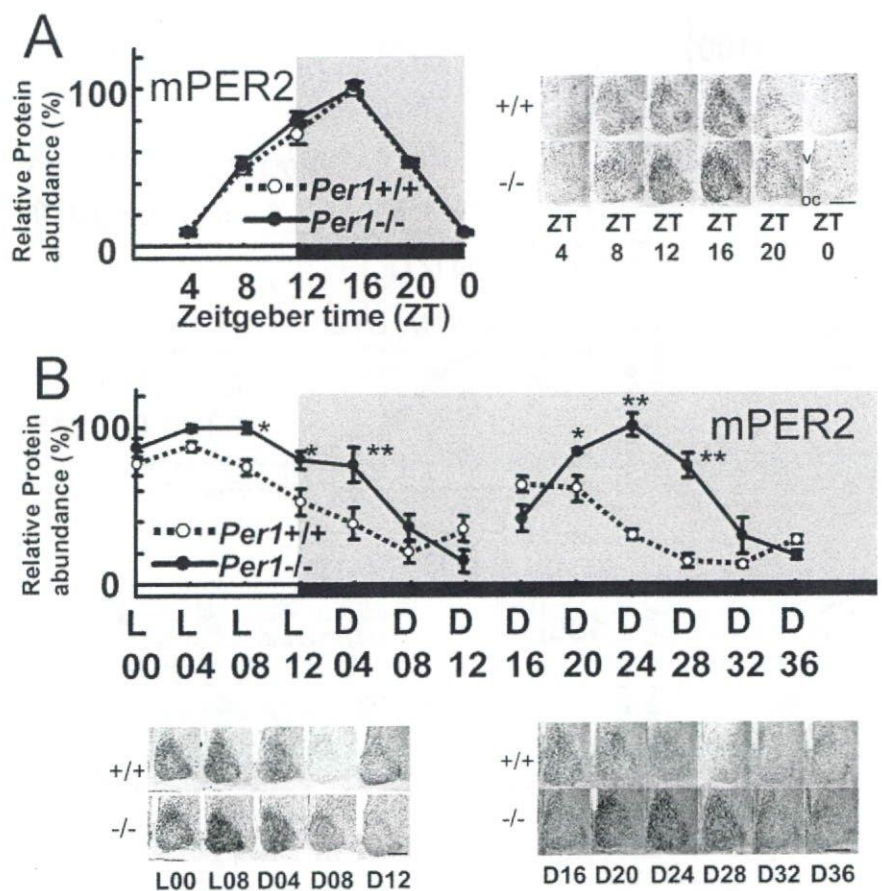 A
mPER2
Relative Protein
abundance (%)
100
0
Per1+/+
Per1-/-
4 8 12 16 20 0
Zeitgeber time (ZT)
+/+
-/-
V
OC
ZT ZT ZT ZT ZT ZT
4 8 12 16 20 0
B
mPER2
Relative Protein
abundance (%)
100
0
* * ** * ** **
Per1+/+
Per1-/-
L L L L D D D D D D D D D
00 04 08 12 04 08 12 16 20 24 28 32 36
+/+
-/-
L00 L08 D04 D08 D12
+/+
-/-
D16 D20 D24 D28 D32 D36